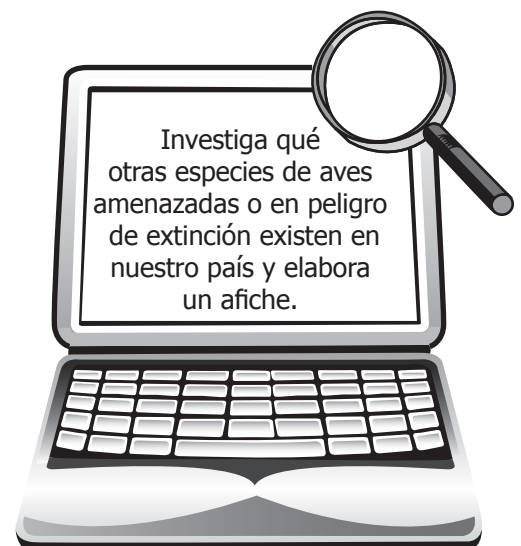 Investiga qué
otras especies de aves
amenazadas o en peligro
de extinción existen en
nuestro país y elabora
un afiche.